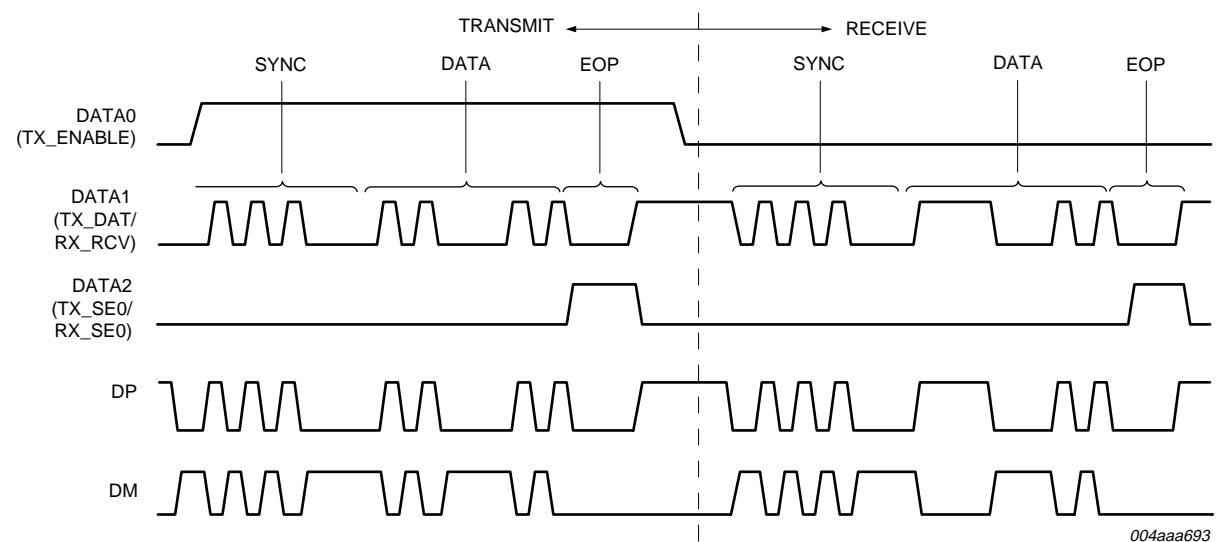 TRANSMIT RECEIVE
SYNC DATA EOP SYNC DATA EOP
DATA0
(TX_ENABLE)
DATA1
(TX_DAT/
RX_RCV)
DATA2
(TX_SE0/
RX_SE0)
DP
DM
004aaa693